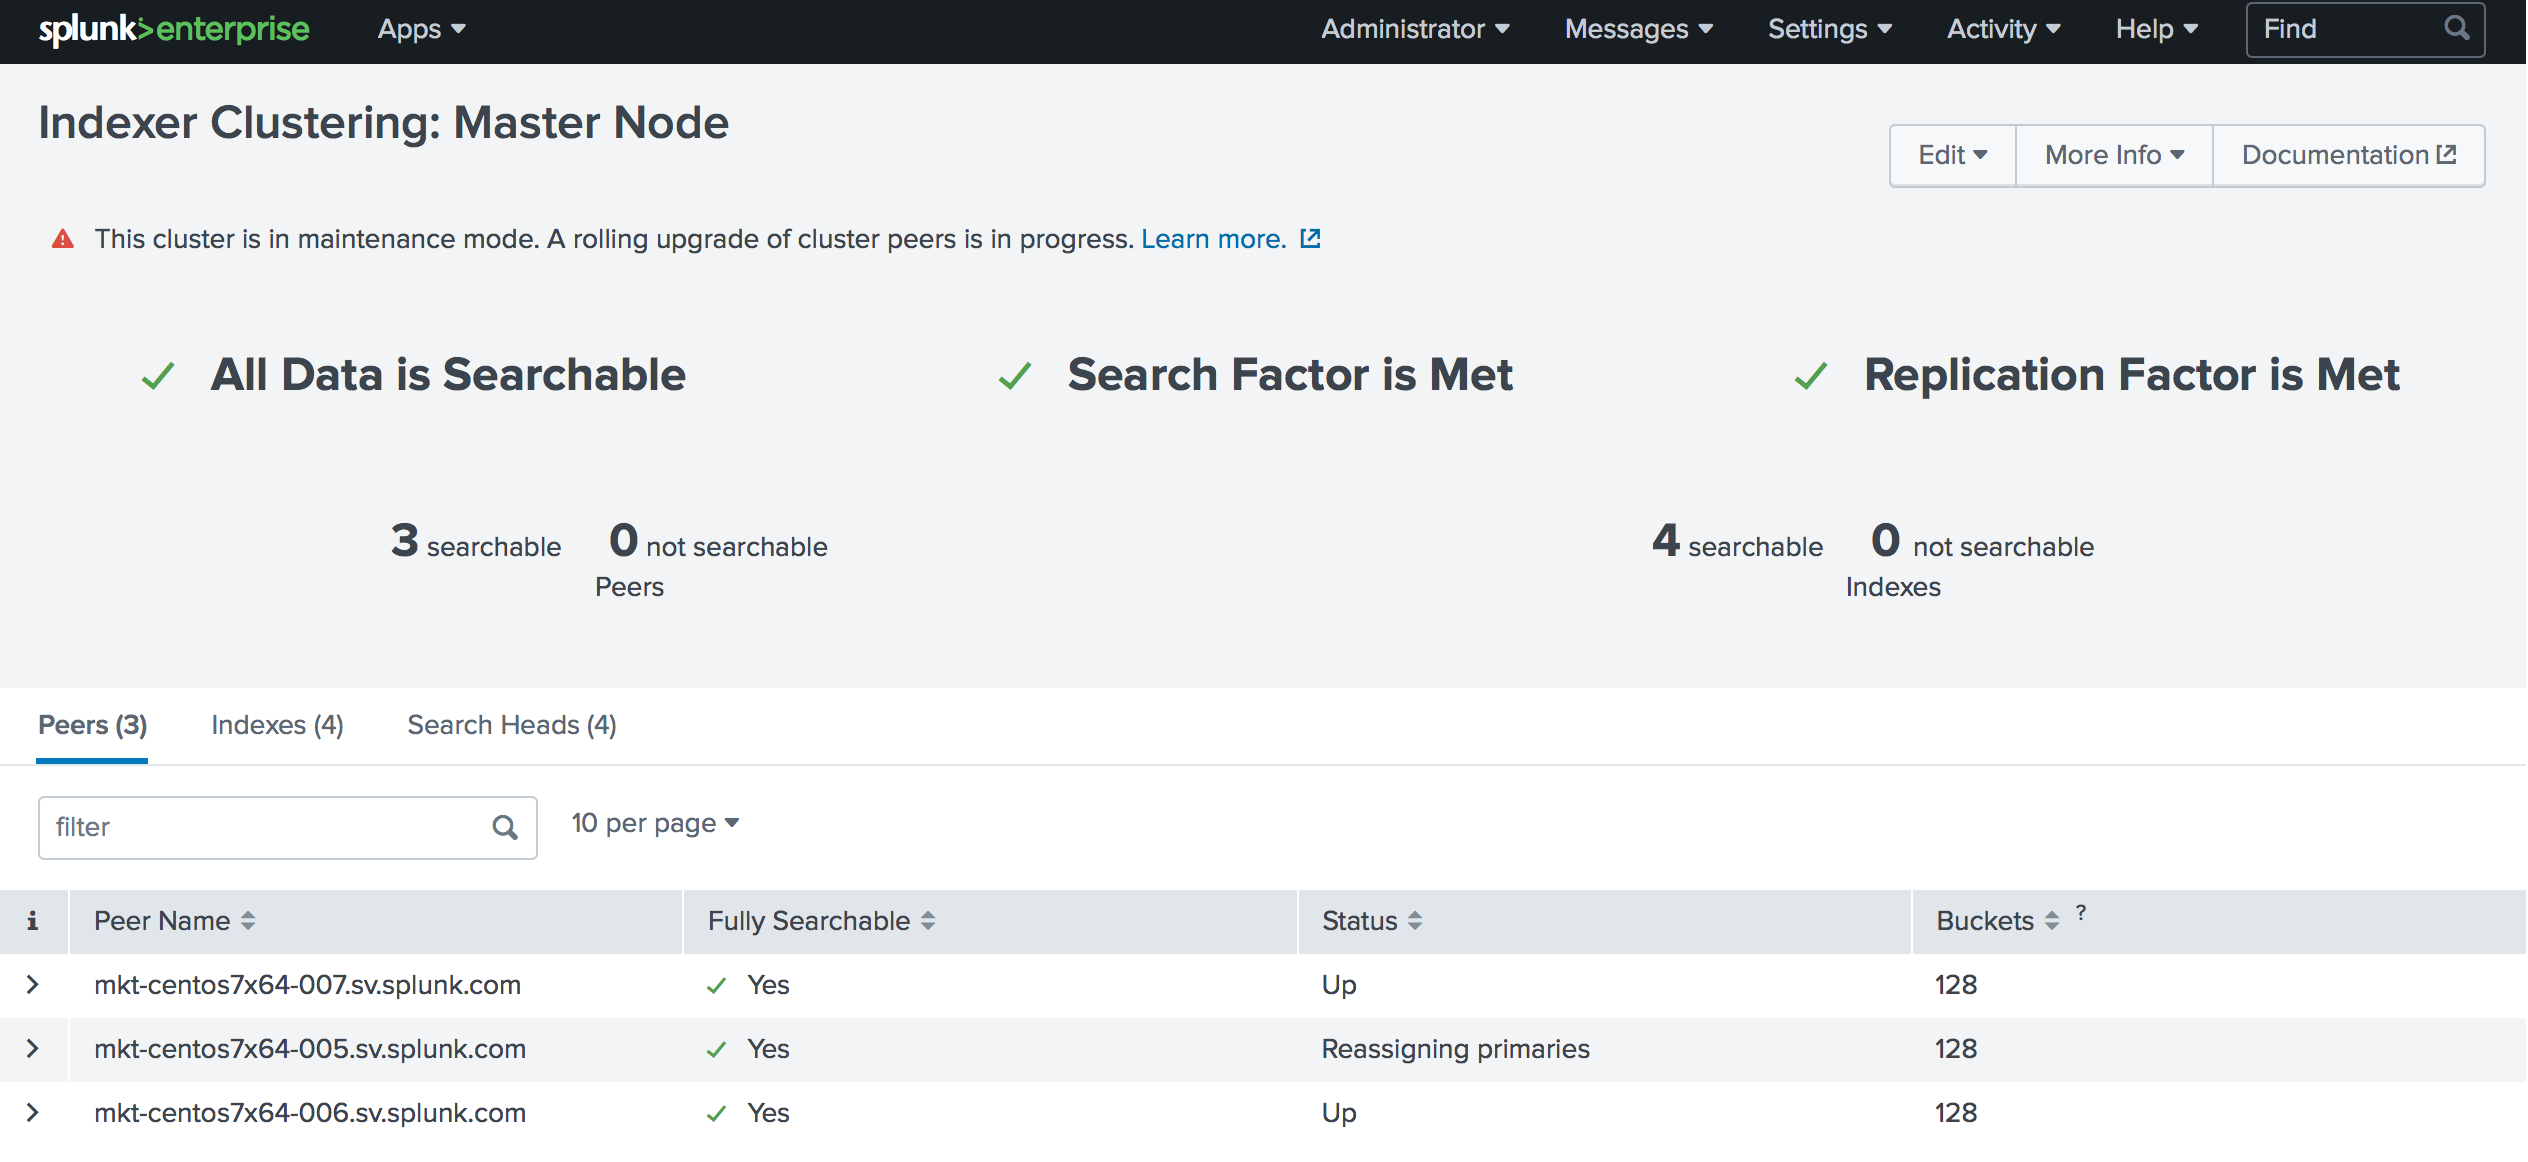 splunk>enterprise Apps Administrator Messages Settings Activity Help Find
Indexer Clustering: Master Node
Edit More Info Documentation
This cluster is in maintenance mode. A rolling upgrade of cluster peers is in progress. Learn more.
All Data is Searchable Search Factor is Met Replication Factor is Met
3 searchable 0 not searchable 4 searchable 0 not searchable
Peers Indexes
Peers (3) Indexes (4) Search Heads (4)
filter 10 per page
i Peer Name Fully Searchable Status Buckets ?
mkt-centos7x64-007.sv.splunk.com Yes Up 128
mkt-centos7x64-005.sv.splunk.com Yes Reassigning primaries 128
mkt-centos7x64-006.sv.splunk.com Yes Up 128